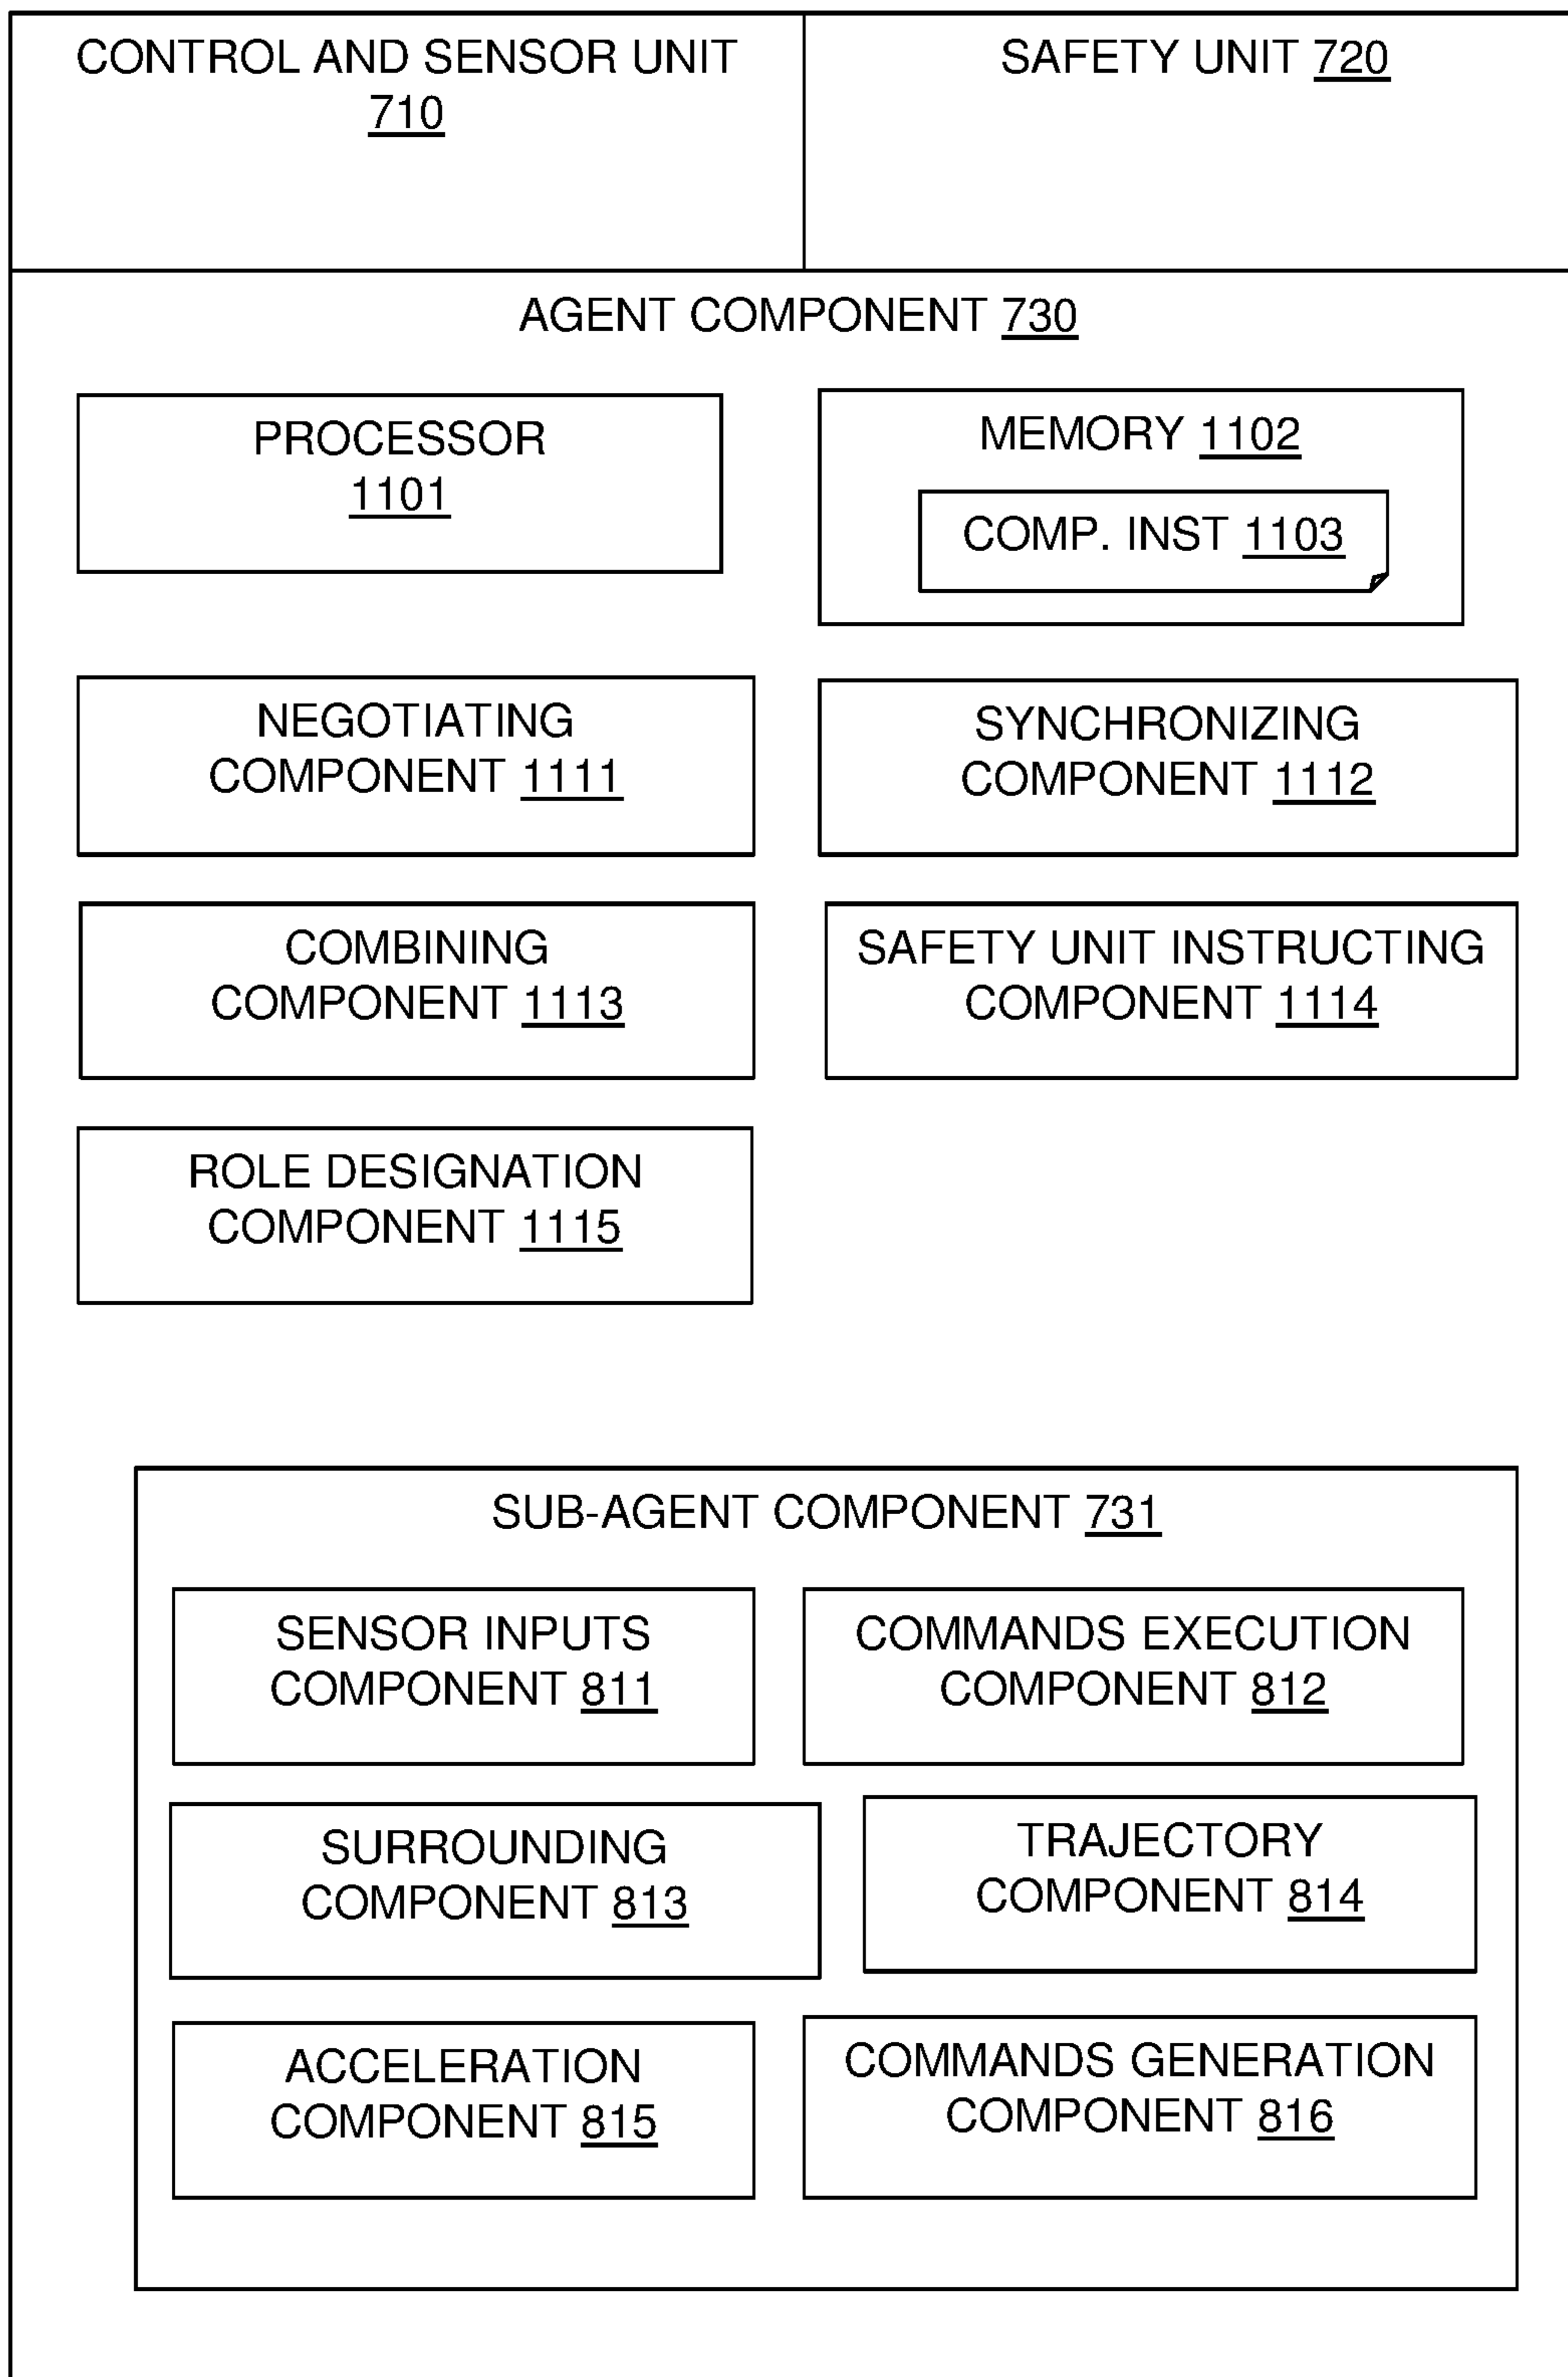 CONTROL AND SENSOR UNIT
710
SAFETY UNIT 720
AGENT COMPONENT 730
PROCESSOR
1101
MEMORY 1102
COMP. INST 1103
NEGOTIATING
COMPONENT 1111
SYNCHRONIZING
COMPONENT 1112
COMBINING
COMPONENT 1113
SAFETY UNIT INSTRUCTING
COMPONENT 1114
ROLE DESIGNATION
COMPONENT 1115
SUB-AGENT COMPONENT 731
SENSOR INPUTS
COMPONENT 811
COMMANDS EXECUTION
COMPONENT 812
SURROUNDING
COMPONENT 813
TRAJECTORY
COMPONENT 814
ACCELERATION
COMPONENT 815
COMMANDS GENERATION
COMPONENT 816